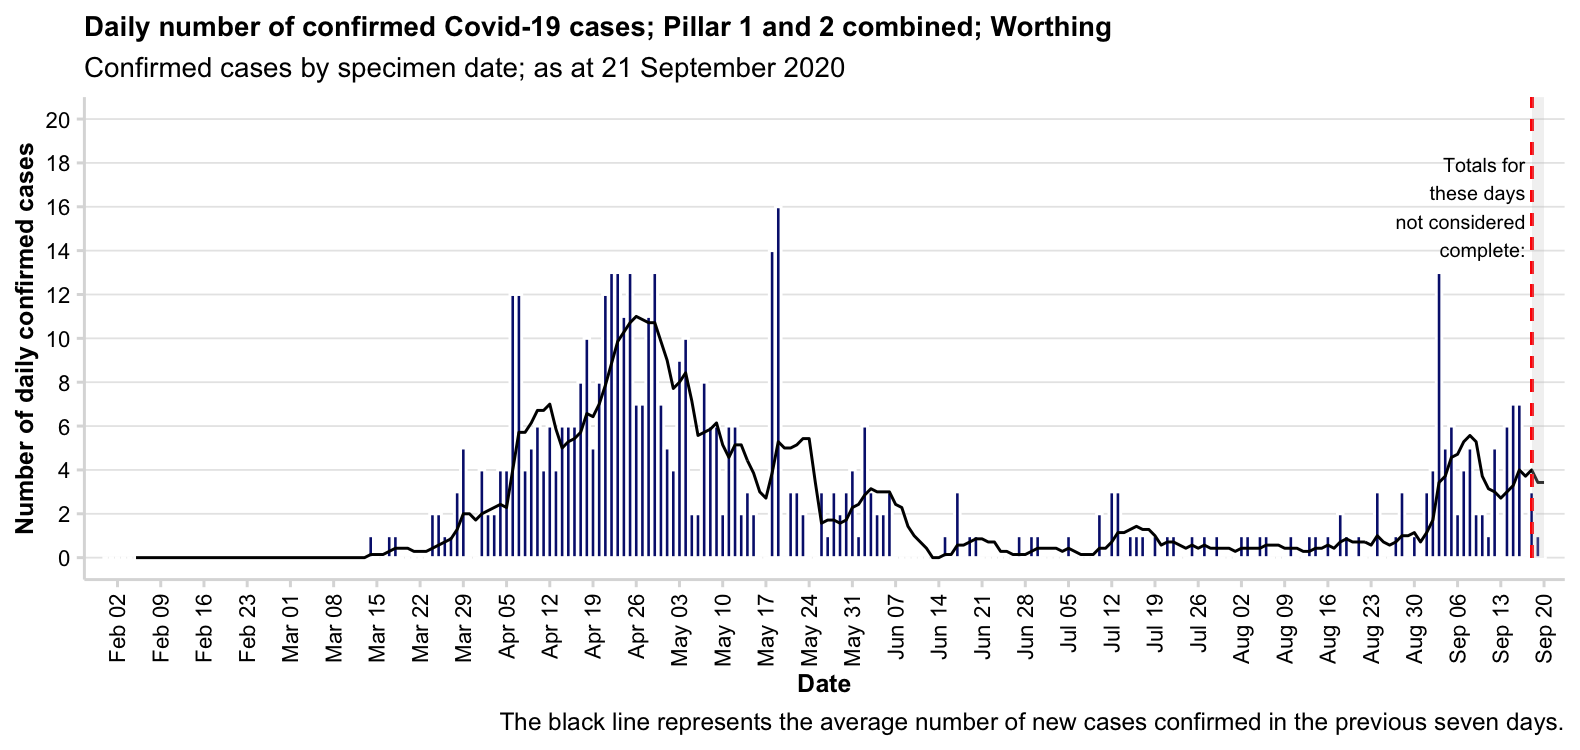 Daily number of confirmed Covid-19 cases; Pillar 1 and 2 combined; Worthing
Confirmed cases by specimen date; as at 21 September 2020
Number of daily confirmed cases
20
18
16
14
12
10
8
6
4
2
0
Totals for
these days
not considered
complete:
Feb 02
Feb 09
Feb 16
Feb 23
Mar 01
Mar 08
Mar 15
Mar 22
Mar 29
Apr 05
Apr 12
Apr 19
Apr 26
May 03
May 10
May 17
May 24
May 31
Jun 07
Jun 14
Jun 21
Jun 28
Jul 05
Jul 12
Jul 19
Jul 26
Aug 02
Aug 09
Aug 16
Aug 23
Aug 30
Sep 06
Sep 13
Sep 20
Date
The black line represents the average number of new cases confirmed in the previous seven days.